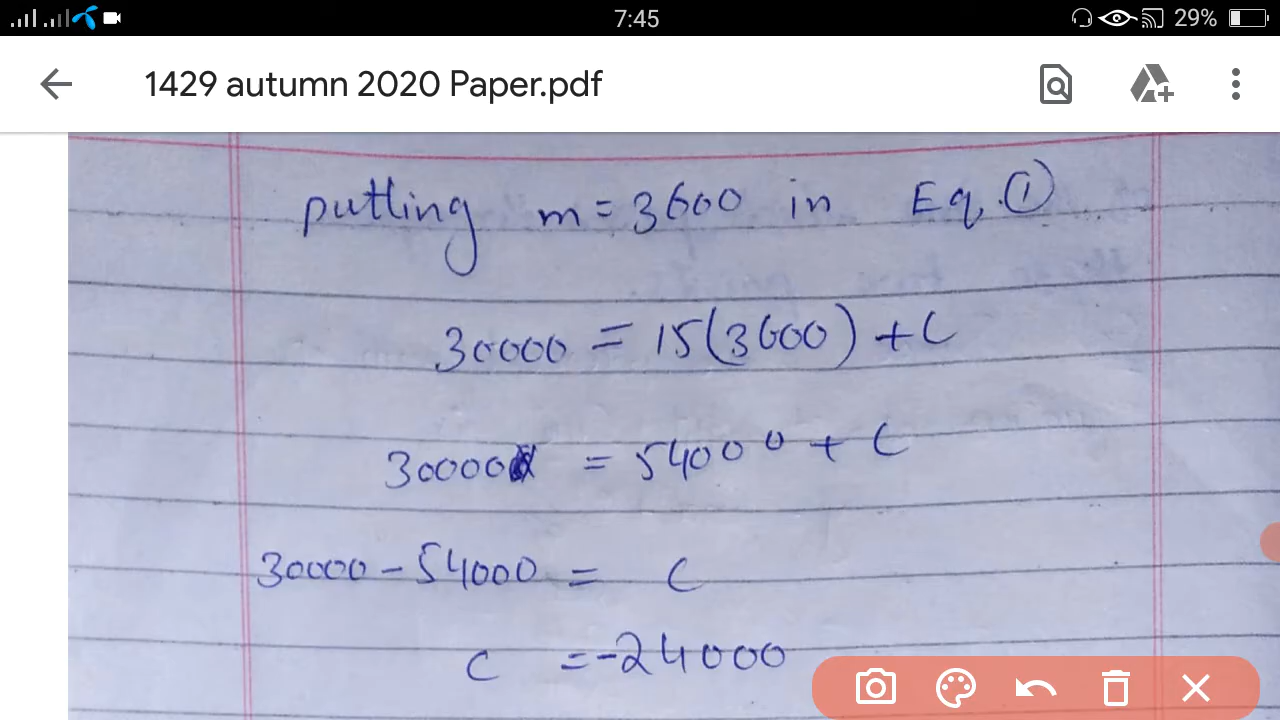 7:45
29%
1429 autumn 2020 Paper.pdf
putting m = 3600 in Eq. ①
30000 = 15(3600) + C
30000 = 54000 + C
30000 - 54000 = C
C = -24000